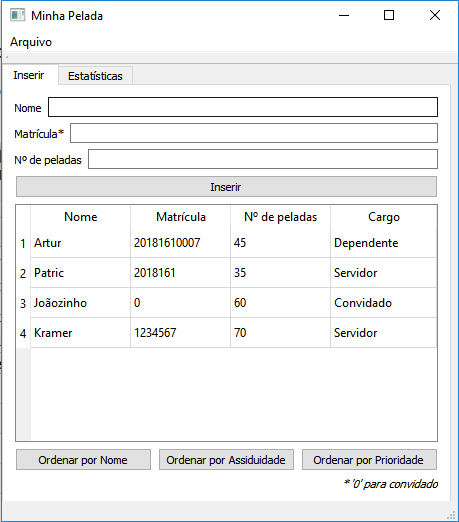 Minha Pelada
Arquivo
Inserir Estatísticas
Nome
Matrícula*
Nº de peladas
Inserir
Nome Matrícula Nº de peladas Cargo
1 Artur 20181610007 45 Dependente
2 Patric 2018161 35 Servidor
3 Joãozinho 0 60 Convidado
4 Kramer 1234567 70 Servidor
Ordenar por Nome Ordenar por Assiduidade Ordenar por Prioridade
* '0' para convidado